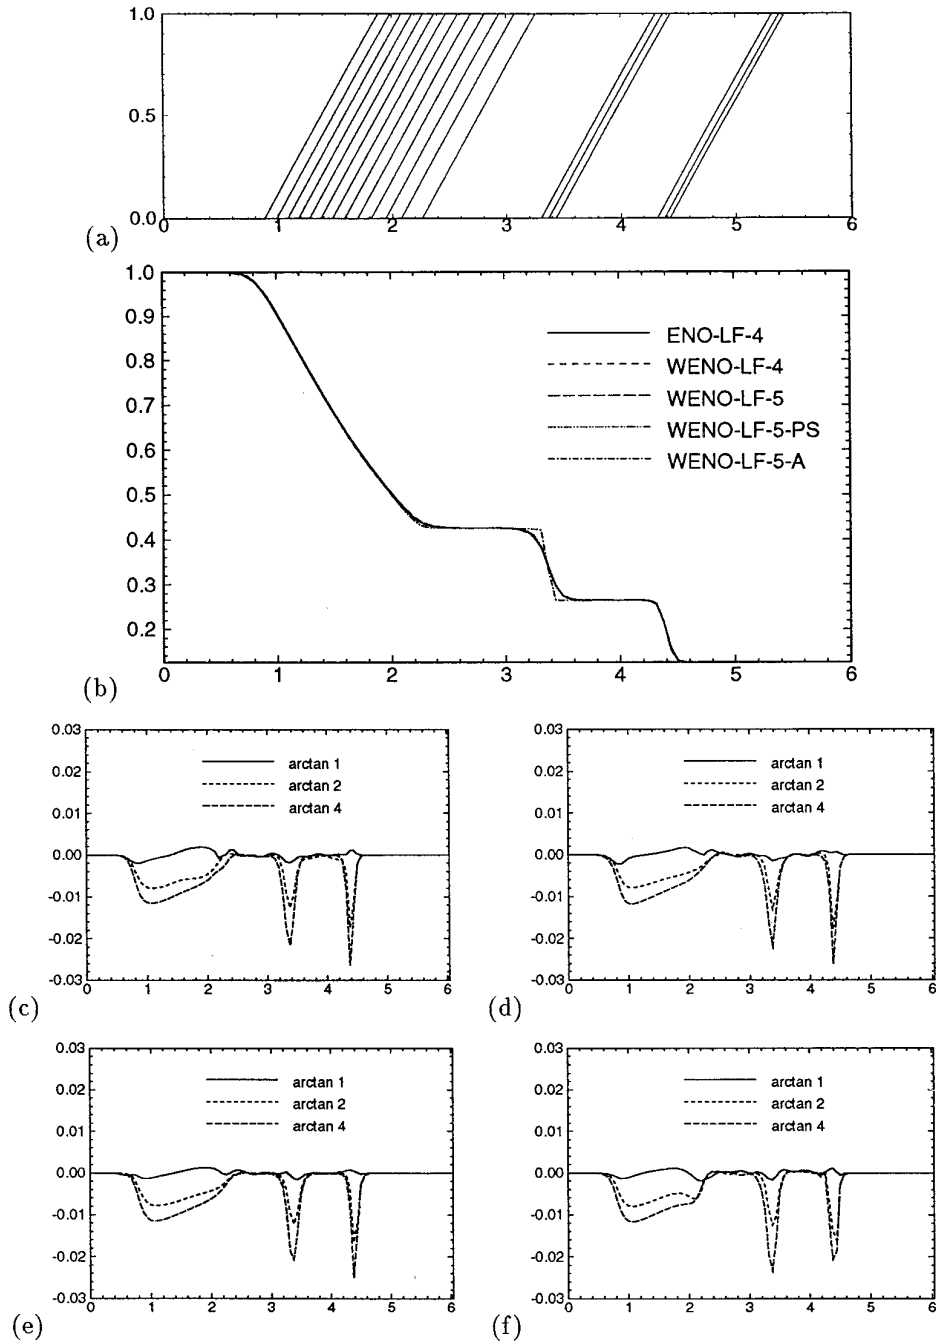 1.0
0.5
0.0
0 1 2 3 4 5 6
(a)
1.0
0.9
0.8
0.7
0.6
0.5
0.4
0.3
0.2
ENO-LF-4
WENO-LF-4
WENO-LF-5
WENO-LF-5-PS
WENO-LF-5-A
0 1 2 3 4 5 6
(b)
0.03
0.02
0.01
0.00
-0.01
-0.02
-0.03
arctan 1
arctan 2
arctan 4
0 1 2 3 4 5 6
(c)
0.03
0.02
0.01
0.00
-0.01
-0.02
-0.03
arctan 1
arctan 2
arctan 4
0 1 2 3 4 5 6
(d)
0.03
0.02
0.01
0.00
-0.01
-0.02
-0.03
arctan 1
arctan 2
arctan 4
0 1 2 3 4 5 6
(e)
0.03
0.02
0.01
0.00
-0.01
-0.02
-0.03
arctan 1
arctan 2
arctan 4
0 1 2 3 4 5 6
(f)